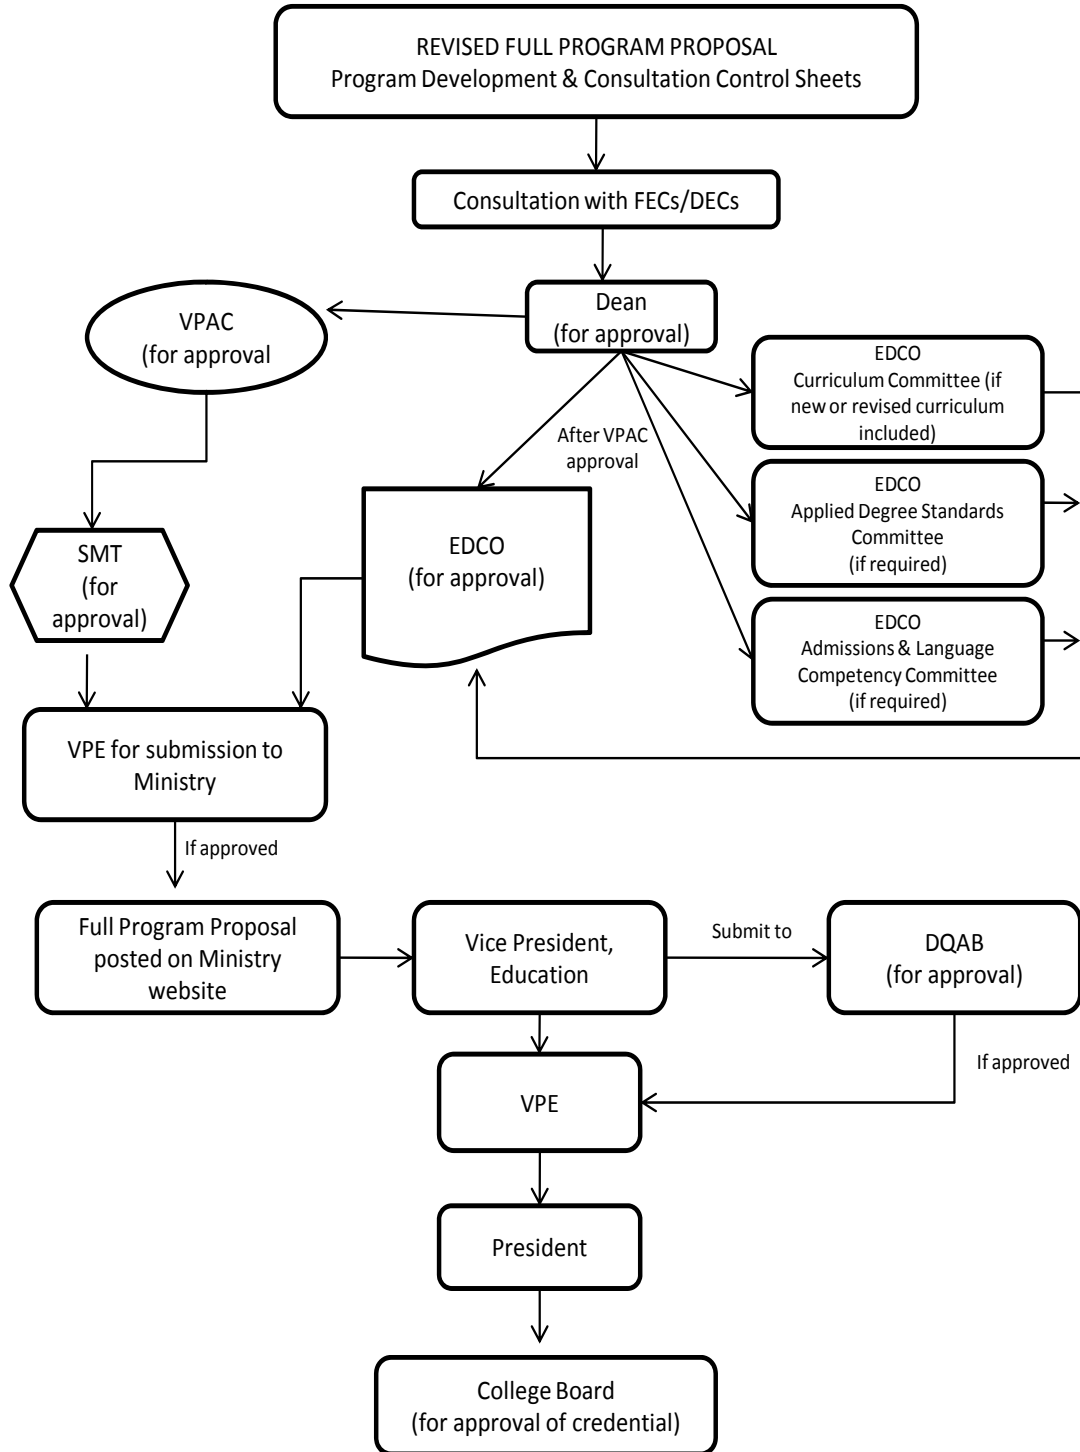 REVISED FULL PROGRAM PROPOSAL
Program Development & Consultation Control Sheets
Consultation with FECs/DECs
Dean
(for approval)
VPAC
(for approval
EDCO
Curriculum Committee (if
new or revised curriculum
included)
After VPAC
approval
EDCO
Applied Degree Standards
Committee
(if required)
EDCO
(for approval)
SMT
(for
approval)
EDCO
Admissions & Language
Competency Committee
(if required)
VPE for submission to
Ministry
If approved
Full Program Proposal
posted on Ministry
website
Vice President,
Education
Submit to
DQAB
(for approval)
If approved
VPE
President
College Board
(for approval of credential)